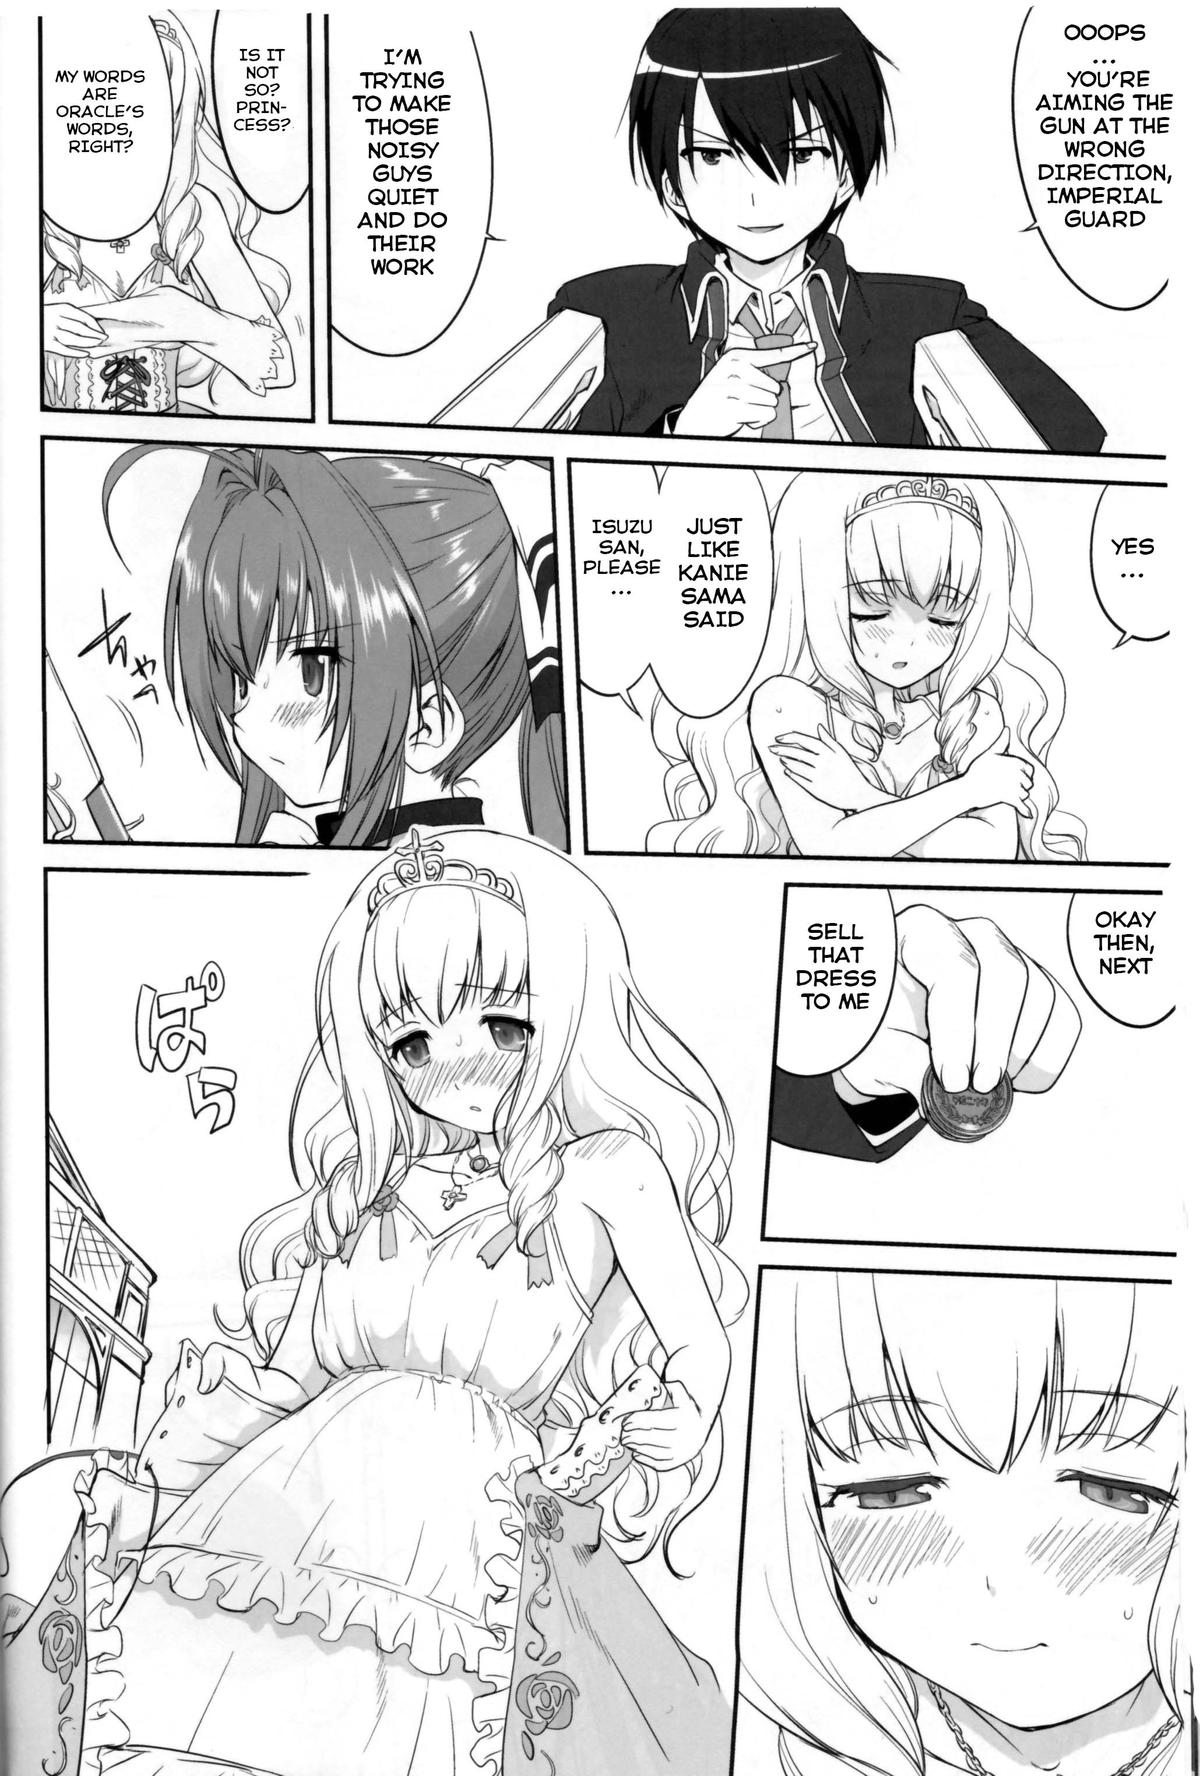 OOOPS
...
YOU'RE
AIMING THE
GUN AT THE
WRONG
DIRECTION,
IMPERIAL
GUARD
I'M
TRYING
TO MAKE
THOSE
NOISY
GUYS
QUIET
AND DO
THEIR
WORK
IS IT
NOT
SO?
PRIN-
CESS?
MY WORDS
ARE
ORACLE'S
WORDS,
RIGHT?
YES
...
JUST
LIKE
KANIE
SAMA
SAID
ISUZU
SAN,
PLEASE
...
OKAY
THEN,
NEXT
SELL
THAT
DRESS
TO ME
ぱら